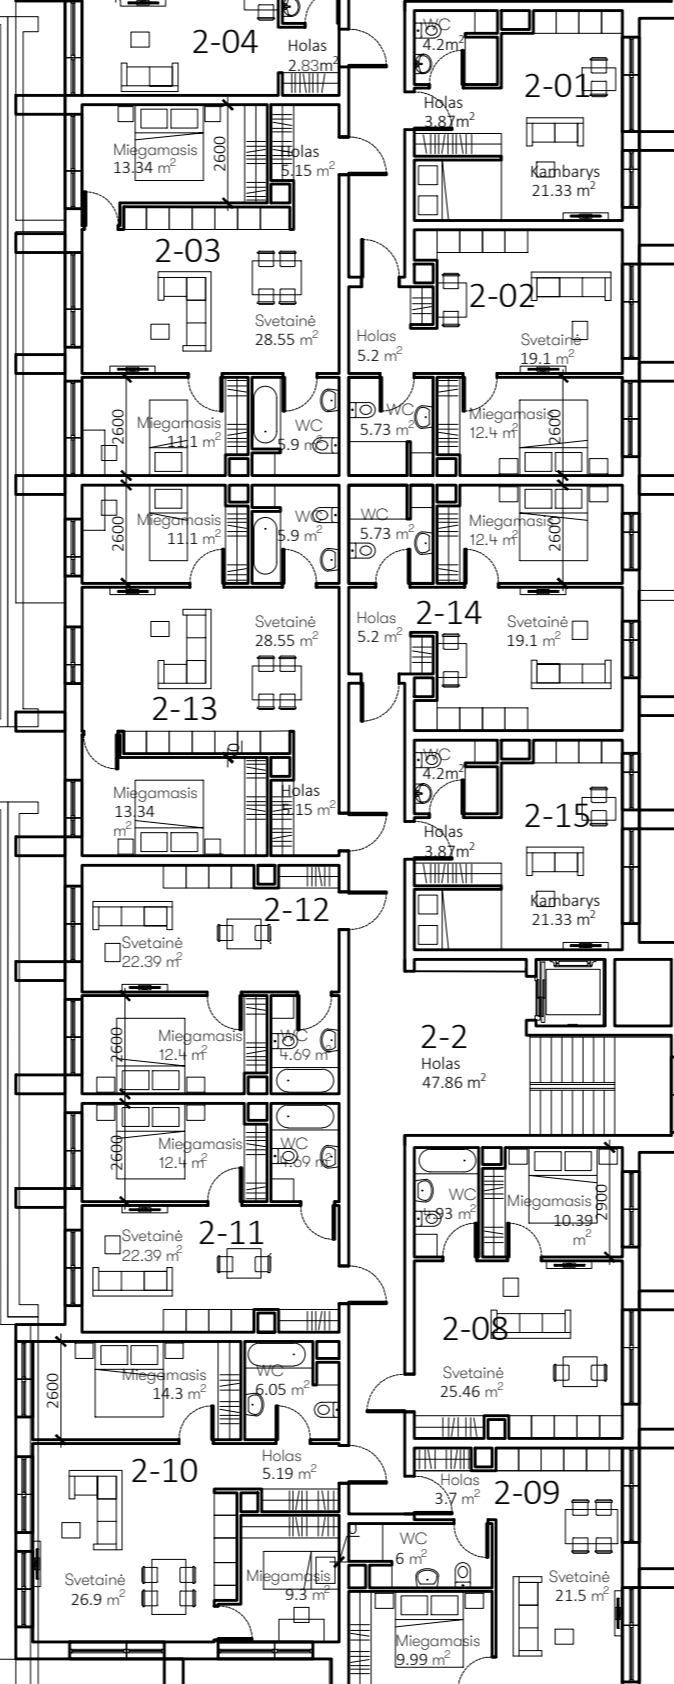 2-04
Holas
2.83m²
WC
4.2m²
2-01
Holas
3.87m²
Kambarys
21.33 m²
Miegamasis
13.34 m²
2600
Holas
5.15 m²
2-03
Svetainė
28.55 m²
2-02
Holas
5.2 m²
Svetainė
19.1 m²
2600
Miegamasis
11.1 m²
WC
5.9 m²
WC
5.73 m²
Miegamasis
12.4 m²
2600
2600
Miegamasis
11.1 m²
WC
5.9 m²
WC
5.73 m²
Miegamasis
12.4 m²
2600
Svetainė
28.55 m²
2-13
Holas
5.2 m²
2-14
Svetainė
19.1 m²
Miegamasis
13.34
m²
Holas
5.15 m²
WC
4.2m²
2-15
Holas
3.87m²
Kambarys
21.33 m²
2-12
Svetainė
22.39 m²
2600
Miegamasis
12.4 m²
WC
4.69 m²
2-2
Holas
47.86 m²
2600
Miegamasis
12.4 m²
WC
4.69 m²
2-11
Svetainė
22.39 m²
WC
4.93 m²
Miegamasis
10.39
m²
2900
2-08
Svetainė
25.46 m²
2600
Miegamasis
14.3 m²
WC
6.05 m²
2-10
Holas
5.19 m²
Svetainė
26.9 m²
Miegamasis
9.3 m²
Holas
3.7 m²
2-09
WC
6 m²
Svetainė
21.5 m²
Miegamasis
9.99 m²